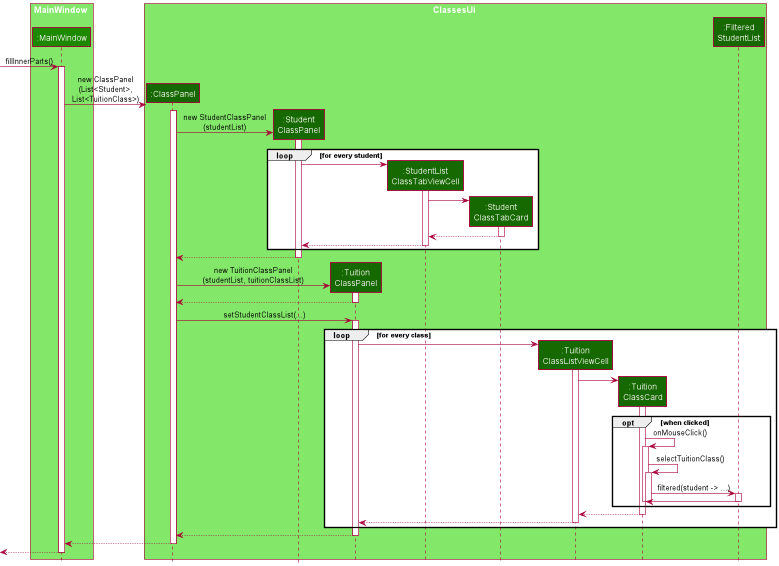 MainWindow
ClassesUi
:MainWindow
:Filtered
StudentList
fillInnerParts()
new ClassPanel
(List<Student>,
List<TuitionClass>)
:ClassPanel
new StudentClassPanel
(studentList)
:Student
ClassPanel
loop
[for every student]
:StudentList
ClassTabViewCell
:Student
ClassTabCard
new TuitionClassPanel
(studentList, tuitionClassList)
:Tuition
ClassPanel
setStudentClassList(...)
loop
[for every class]
:Tuition
ClassListViewCell
:Tuition
ClassCard
opt
[when clicked]
onMouseClick()
selectTuitionClass()
filtered(student -> ...)